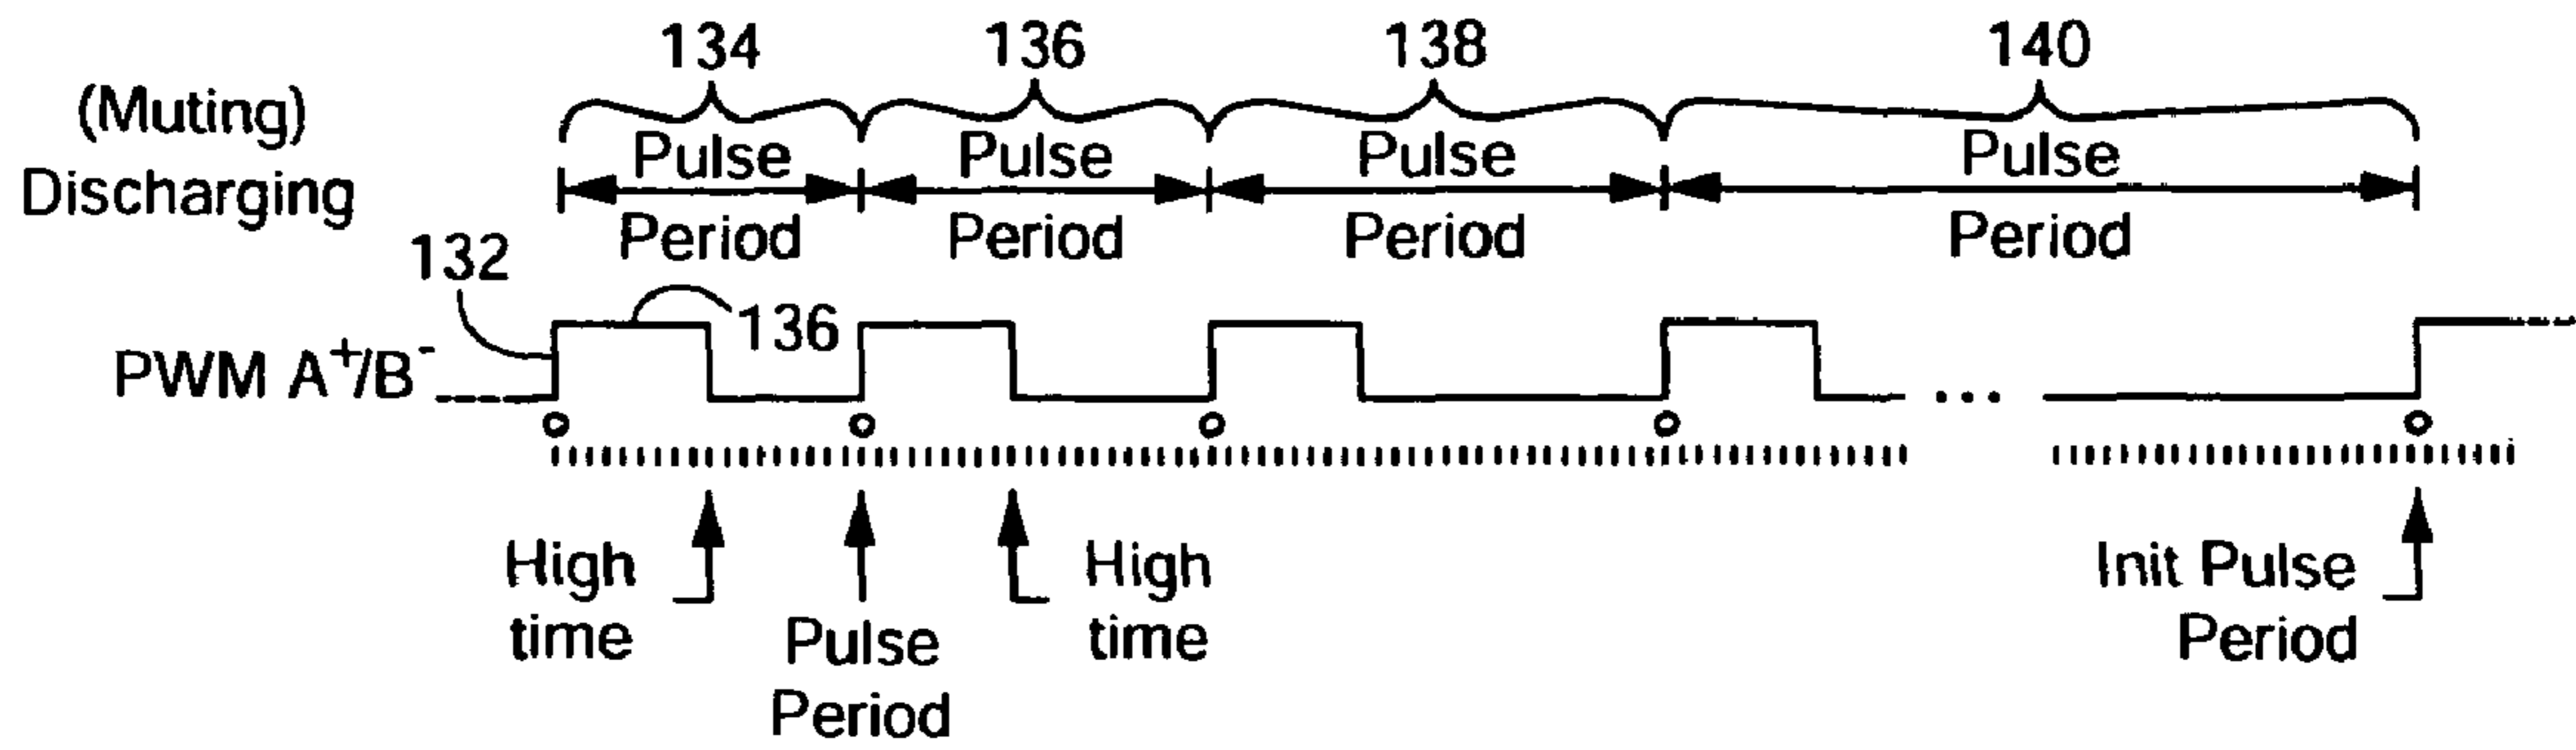 134 136 138 140
(Muting)
Discharging
Pulse Pulse Pulse Pulse
Period Period Period Period
132
136
PWM A⁺/B⁻
...
High
time
Pulse
Period
High
time
Init Pulse
Period